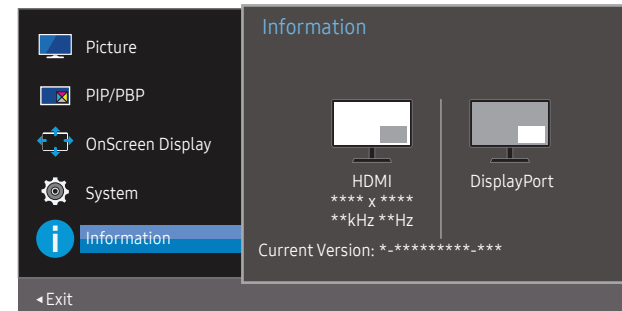 Picture
PIP/PBP
OnScreen Display
System
Information
◂Exit
Information
HDMI
**** x ****
**kHz **Hz
DisplayPort
Current Version: *-*********-***